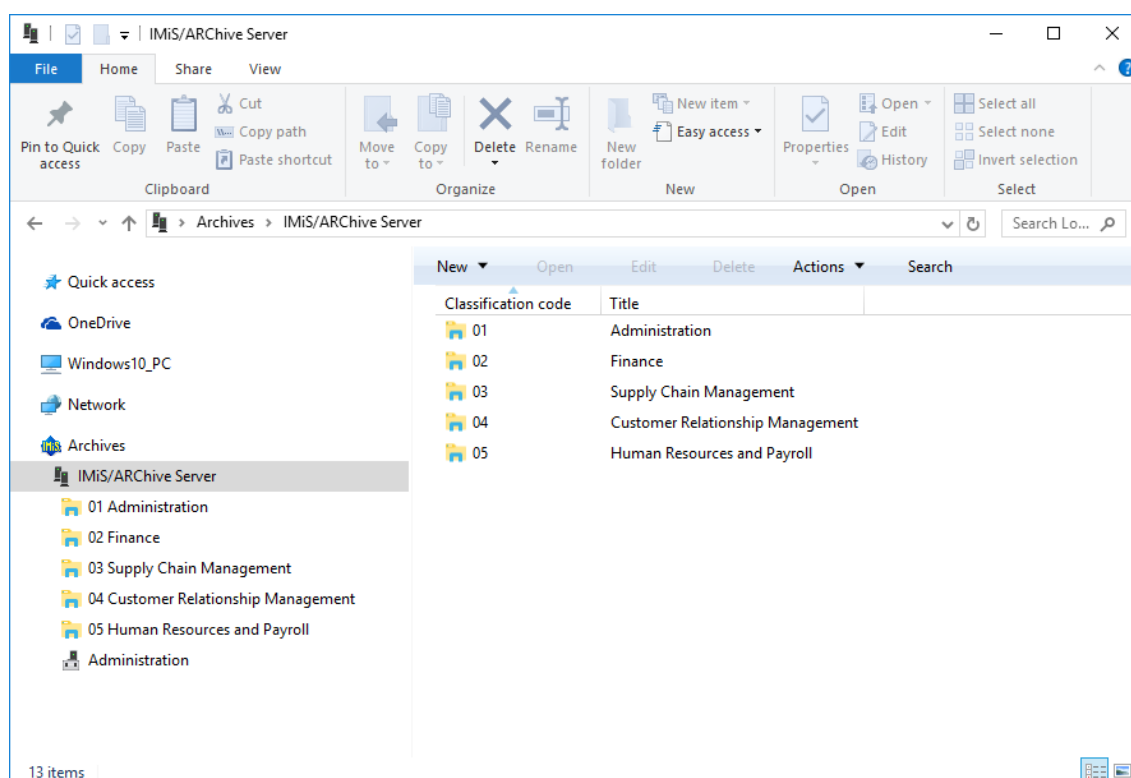 IMiS/ARChive Server
File Home Share View
Pin to Quick access
Copy
Paste
Cut
Copy path
Paste shortcut
Clipboard
Move to
Copy to
Delete
Rename
Organize
New folder
New item
Easy access
New
Properties
Open
Edit
History
Open
Select all
Select none
Invert selection
Select
Archives IMiS/ARChive Server
Search Lo...
Quick access
OneDrive
Windows10_PC
Network
Archives
IMiS/ARChive Server
01 Administration
02 Finance
03 Supply Chain Management
04 Customer Relationship Management
05 Human Resources and Payroll
Administration
New Open Edit Delete Actions Search
Classification code Title
01 Administration
02 Finance
03 Supply Chain Management
04 Customer Relationship Management
05 Human Resources and Payroll
13 items